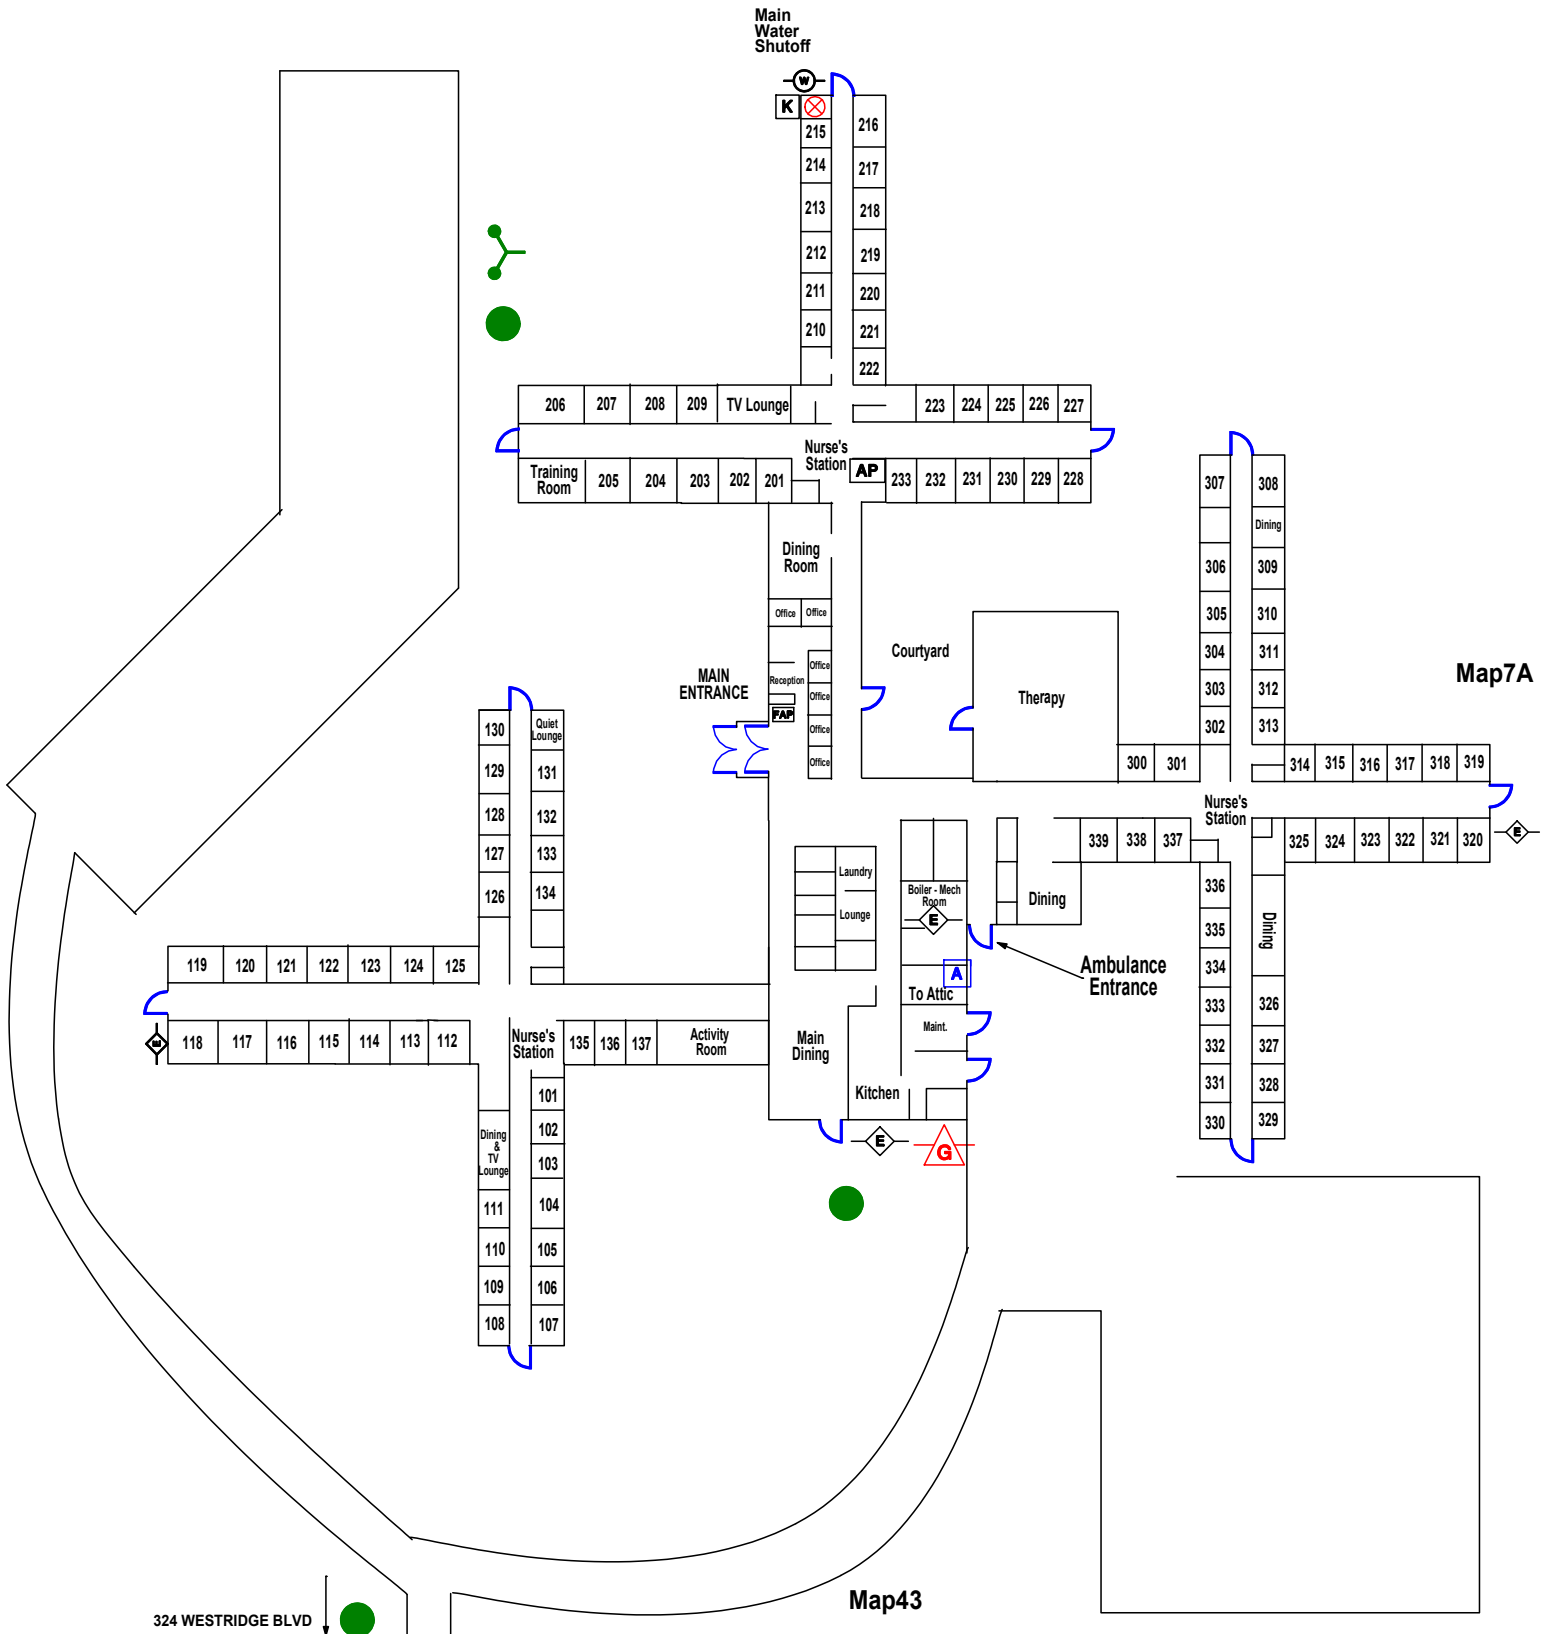 Main
Water
Shutoff
W
K
215
214
213
212
211
210
216
217
218
219
220
221
222
206
207
208
209
TV Lounge
223
224
225
226
227
Nurse's
Station
AP
Training
Room
205
204
203
202
201
233
232
231
230
229
228
Dining
Room
Office
Office
Reception
FAP
Office
Office
Office
Office
MAIN
ENTRANCE
Courtyard
Therapy
307
306
305
304
303
302
308
Dining
309
310
311
312
313
Map7A
300
301
314
315
316
317
318
319
Nurse's
Station
339
338
337
325
324
323
322
321
320
E
336
335
334
333
332
331
330
Dining
326
327
328
329
130
129
128
127
126
Quiet
Lounge
131
132
133
134
Laundry
Lounge
Boiler - Mech
Room
E
Dining
Ambulance
Entrance
A
To Attic
Maint.
Main
Dining
Kitchen
E
G
119
120
121
122
123
124
125
118
117
116
115
114
113
112
Nurse's
Station
135
136
137
Activity
Room
Dining
&
TV
Lounge
111
110
109
108
101
102
103
104
105
106
107
Map43
324 WESTRIDGE BLVD